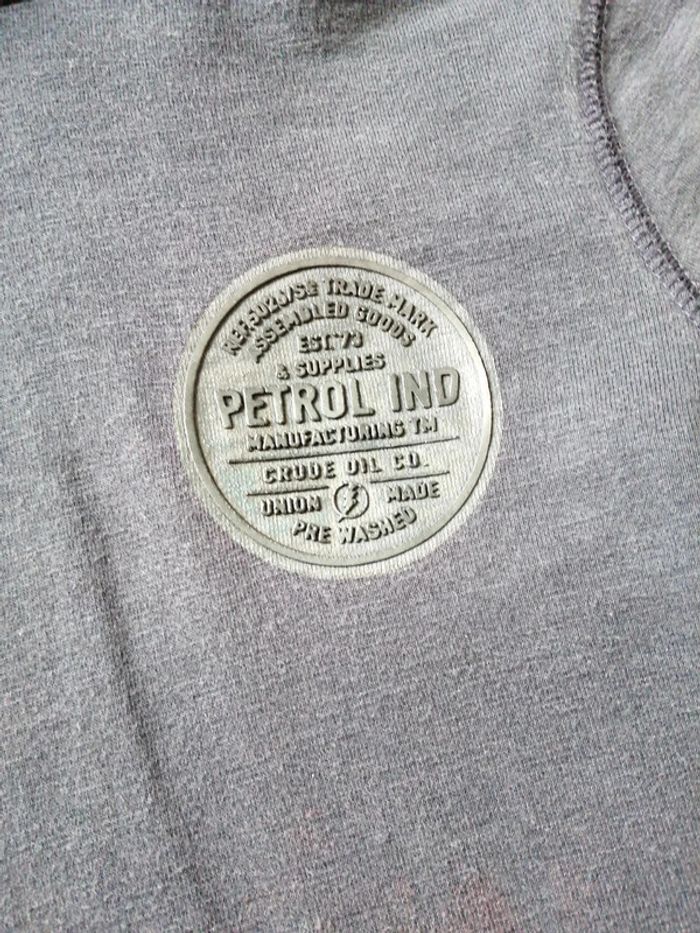 TRADE MARK
ASSEMBLED GOODS
EST.'73
& SUPPLIES
PETROL IND
MANUFACTURING TM
CRUDE OIL CO.
UNION MADE
PRE WASHED